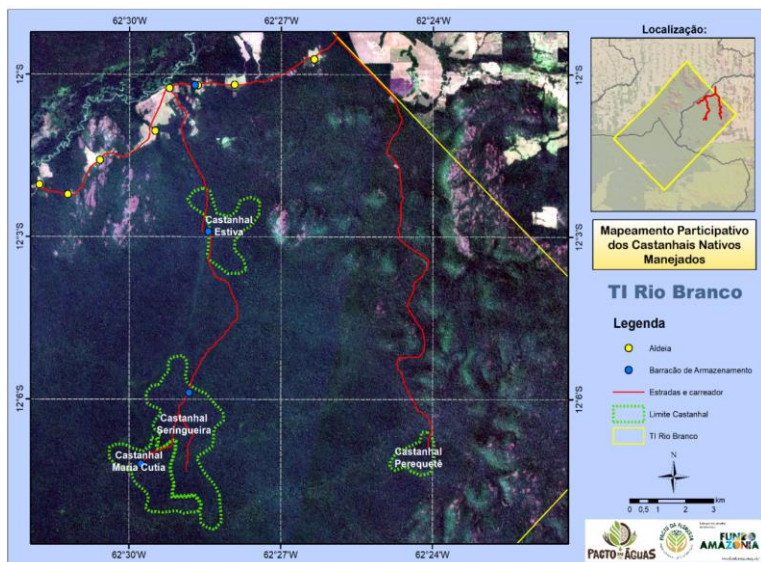 62°30'W
62°27'W
62°24'W
Localização:
12°S
12°S
Castanhal
Estiva
12°3'S
12°3'S
Mapeamento Participativo
dos Castanhais Nativos
Manejados
TI Rio Branco
Legenda
Aldeia
Barracão de Armazenamento
Estradas e carreador
Limite Castanhal
TI Rio Branco
12°6'S
12°6'S
Castanhal
Seringueira
Castanhal
Maria Cutia
Castanhal
Perequetê
N
km
0 0,5 1 2 3
62°30'W
62°27'W
62°24'W
PACTO DAS ÁGUAS
PACTO DA FLORESTA
FUNDO
AMAZÔNIA